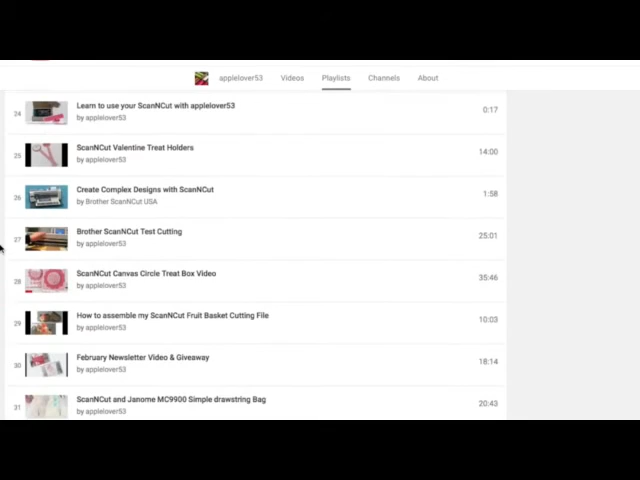 applelover53 Videos Playlists Channels About
24 Learn to use your ScanNCut with applelover53 0:17
by applelover53
25 ScanNCut Valentine Treat Holders 14:00
by applelover53
26 Create Complex Designs with ScanNCut 1:58
by Brother ScanNCut USA
27 Brother ScanNCut Test Cutting 25:01
by applelover53
28 ScanNCut Canvas Circle Treat Box Video 35:46
by applelover53
29 How to assemble my ScanNCut Fruit Basket Cutting File 10:03
by applelover53
30 February Newsletter Video & Giveaway 18:14
by applelover53
31 ScanNCut and Janome MC9900 Simple drawstring Bag 20:43
by applelover53